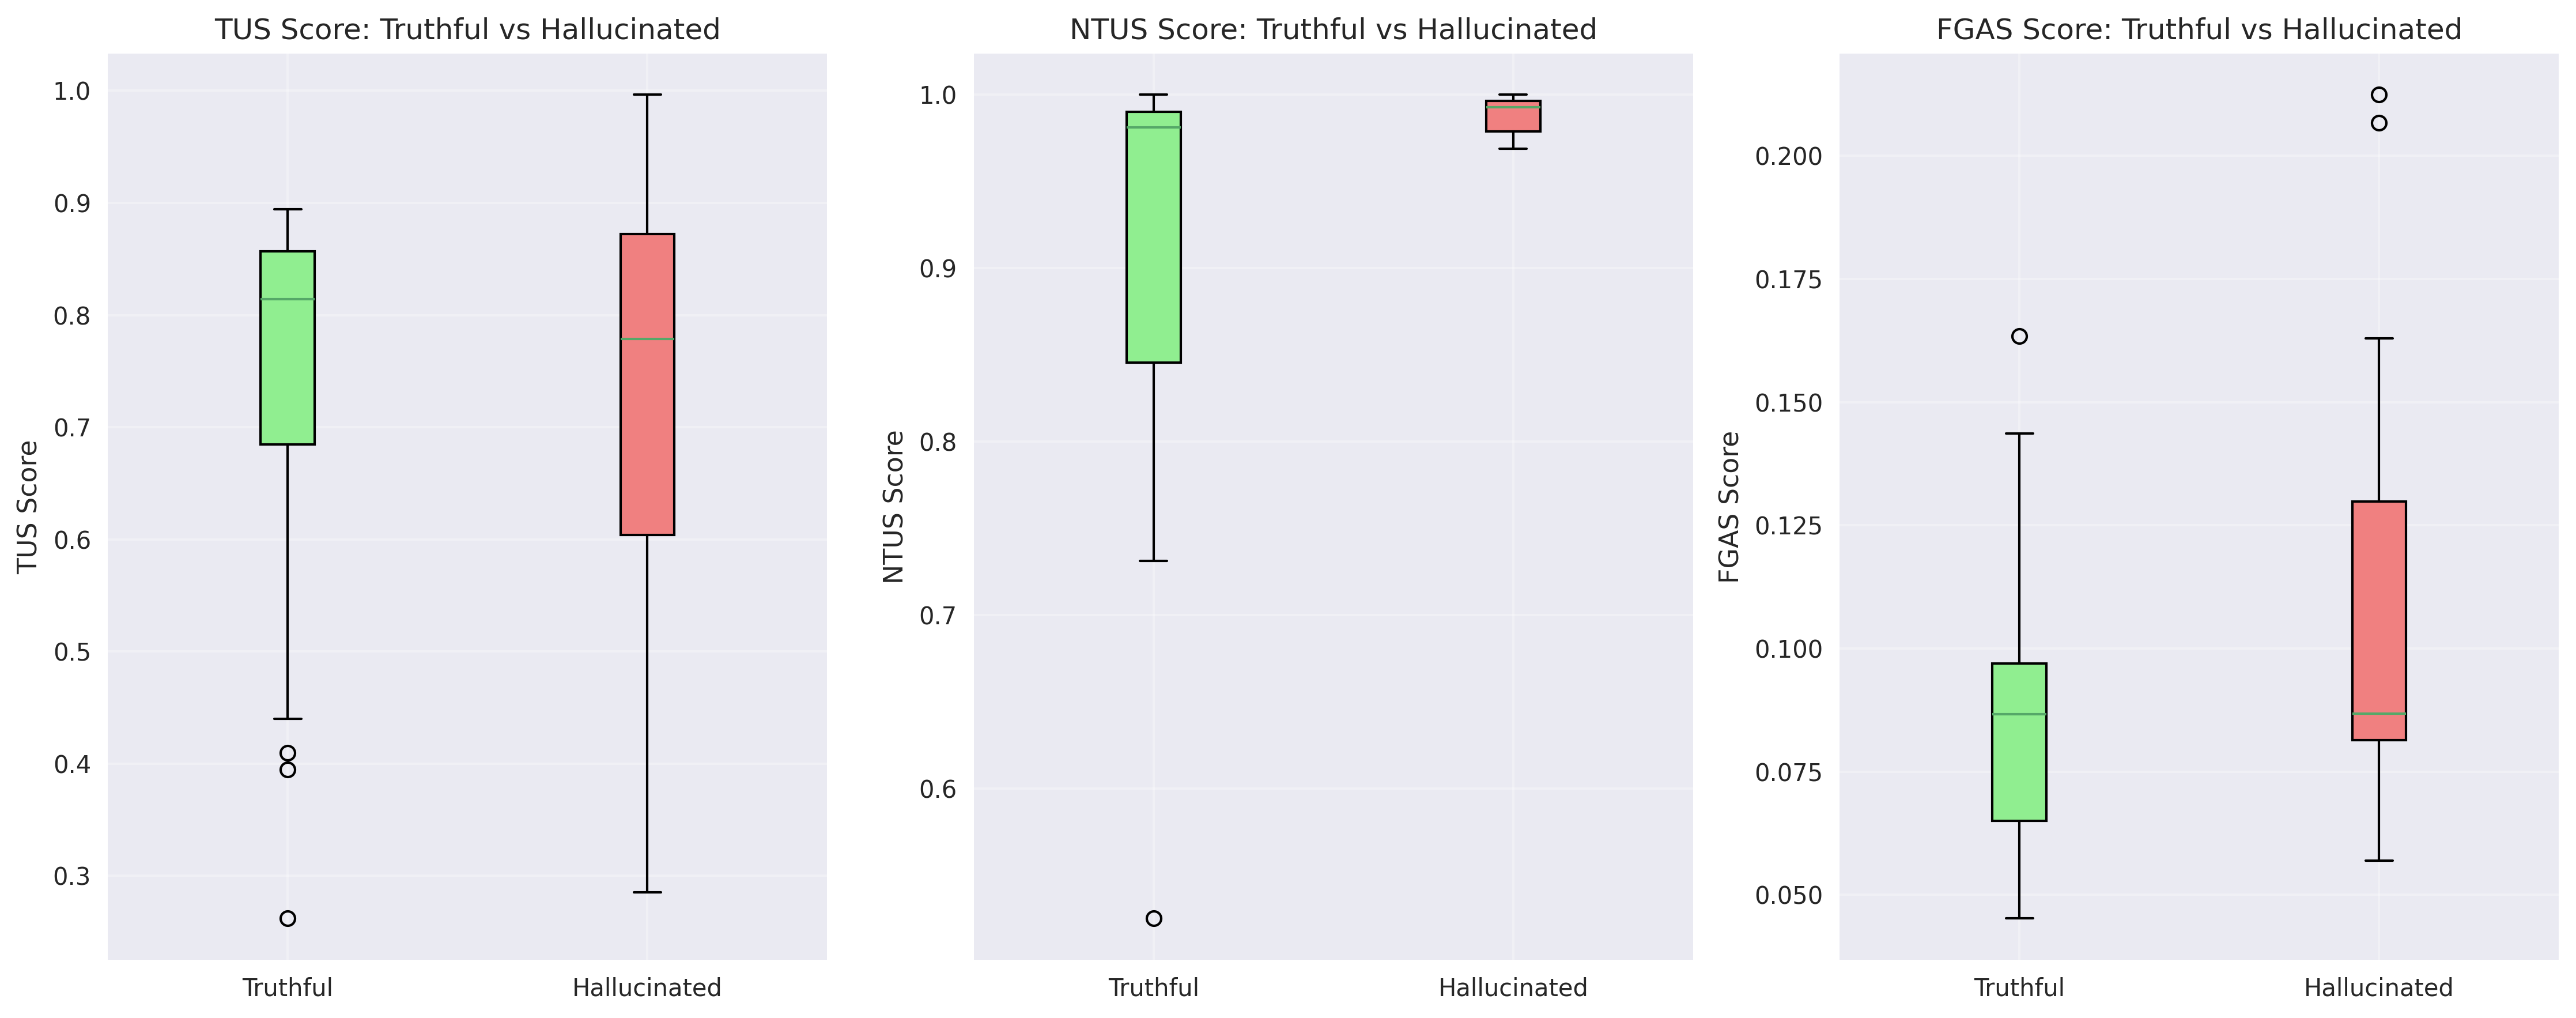 TUS Score: Truthful vs Hallucinated
TUS Score
1.0
0.9
0.8
0.7
0.6
0.5
0.4
0.3
Truthful
Hallucinated
NTUS Score: Truthful vs Hallucinated
NTUS Score
1.0
0.9
0.8
0.7
0.6
Truthful
Hallucinated
FGAS Score: Truthful vs Hallucinated
FGAS Score
0.200
0.175
0.150
0.125
0.100
0.075
0.050
Truthful
Hallucinated